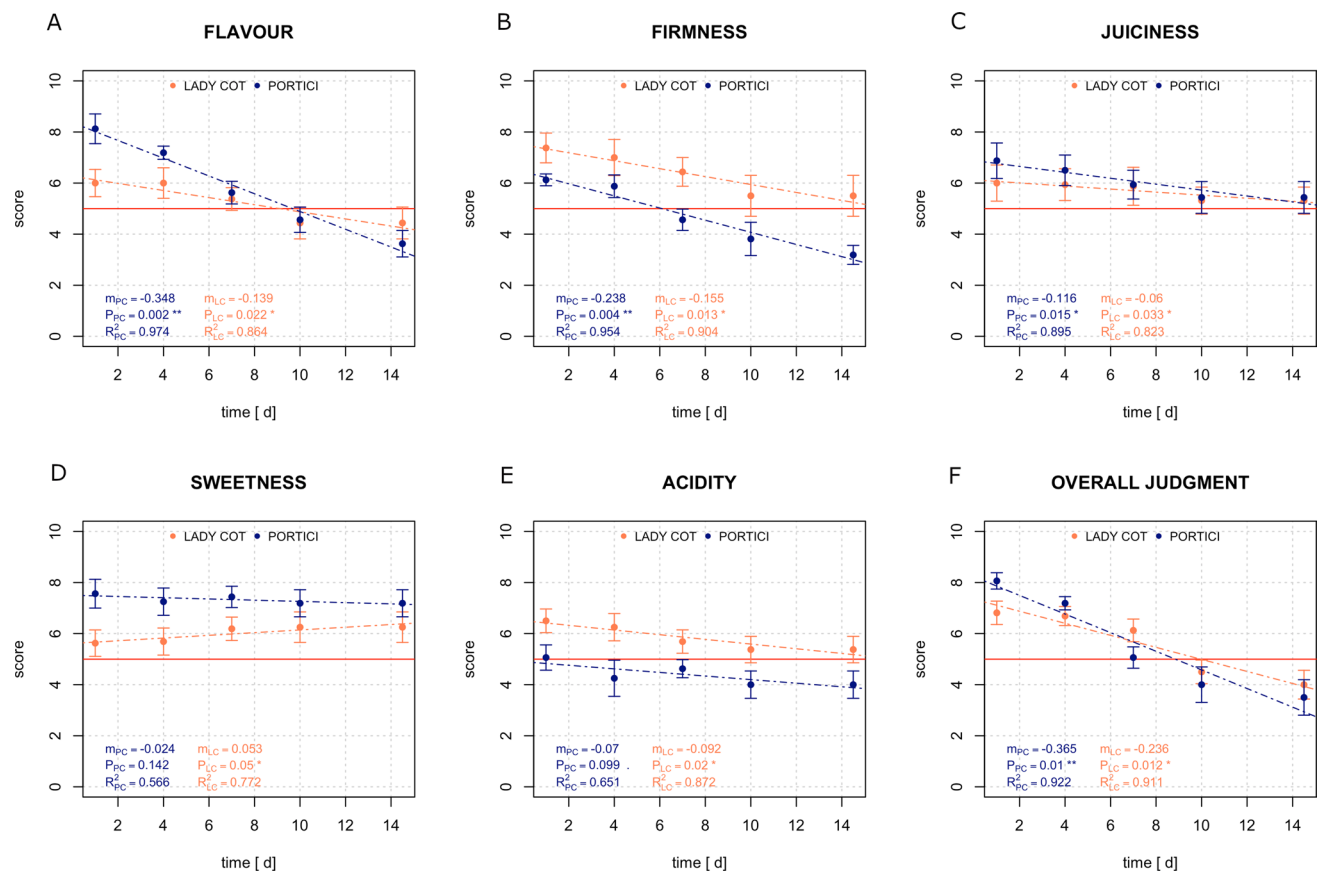 A
FLAVOUR
LADY COT PORTICI
score
0 2 4 6 8 10
m_PC = -0.348 m_LC = -0.139
P_PC = 0.002 ** P_LC = 0.022 *
R²_PC = 0.974 R²_LC = 0.864
2 4 6 8 10 12 14
time [ d]
B
FIRMNESS
LADY COT PORTICI
score
0 2 4 6 8 10
m_PC = -0.238 m_LC = -0.155
P_PC = 0.004 ** P_LC = 0.013 *
R²_PC = 0.954 R²_LC = 0.904
2 4 6 8 10 12 14
time [ d]
C
JUICINESS
LADY COT PORTICI
score
0 2 4 6 8 10
m_PC = -0.116 m_LC = -0.06
P_PC = 0.015 * P_LC = 0.033 *
R²_PC = 0.895 R²_LC = 0.823
2 4 6 8 10 12 14
time [ d]
D
SWEETNESS
LADY COT PORTICI
score
0 2 4 6 8 10
m_PC = -0.024 m_LC = 0.053
P_PC = 0.142 P_LC = 0.05 *
R²_PC = 0.566 R²_LC = 0.772
2 4 6 8 10 12 14
time [ d]
E
ACIDITY
LADY COT PORTICI
score
0 2 4 6 8 10
m_PC = -0.07 m_LC = -0.092
P_PC = 0.099 . P_LC = 0.02 *
R²_PC = 0.651 R²_LC = 0.872
2 4 6 8 10 12 14
time [ d]
F
OVERALL JUDGMENT
LADY COT PORTICI
score
0 2 4 6 8 10
m_PC = -0.365 m_LC = -0.236
P_PC = 0.01 ** P_LC = 0.012 *
R²_PC = 0.922 R²_LC = 0.911
2 4 6 8 10 12 14
time [ d]